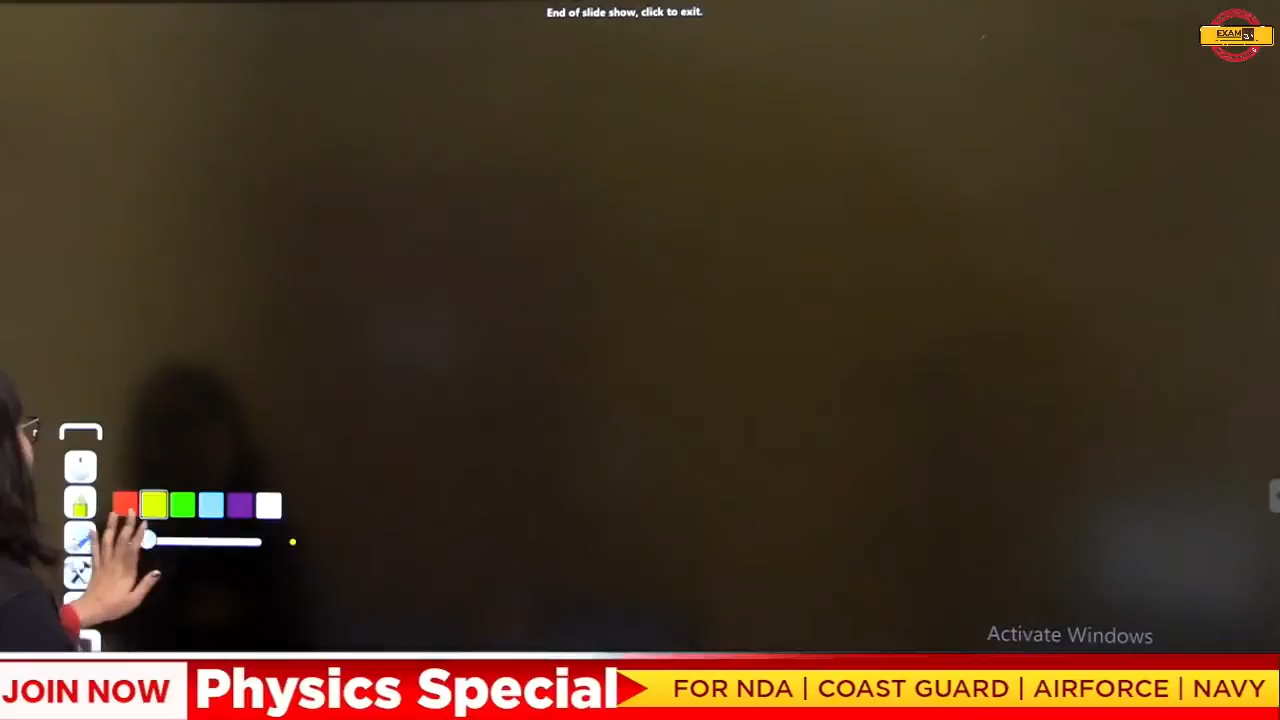 End of slide show, click to exit.
EXAM
Activate Windows
JOIN NOW
Physics Special
FOR NDA | COAST GUARD | AIRFORCE | NAVY